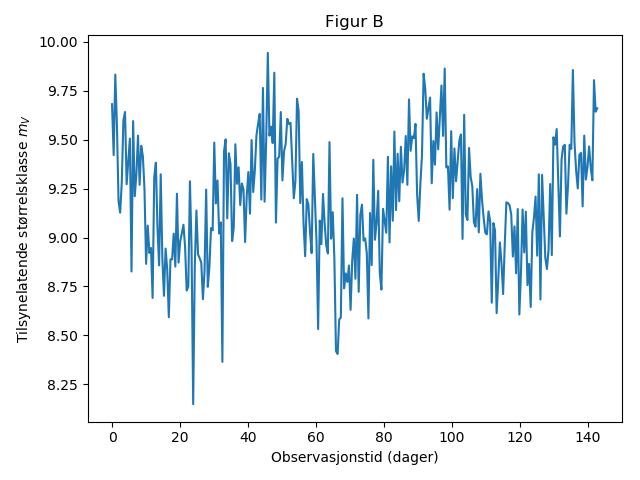 Figur B
Tilsynelatende størrelsklasse $m_V$
10.00
9.75
9.50
9.25
9.00
8.75
8.50
8.25
0 20 40 60 80 100 120 140
Observasjonstid (dager)